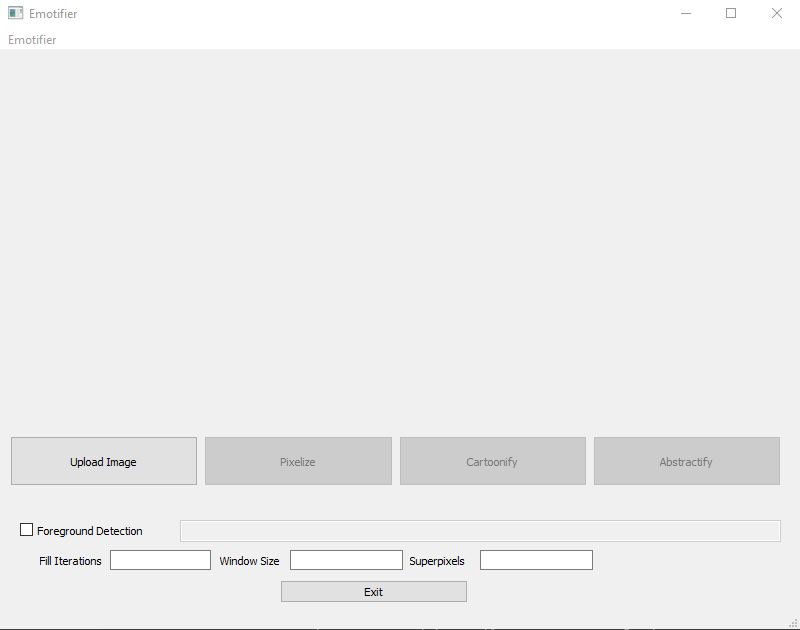 Emotifier
Emotifier
Upload Image Pixelize Cartoonify Abstractify
Foreground Detection
Fill Iterations Window Size Superpixels
Exit